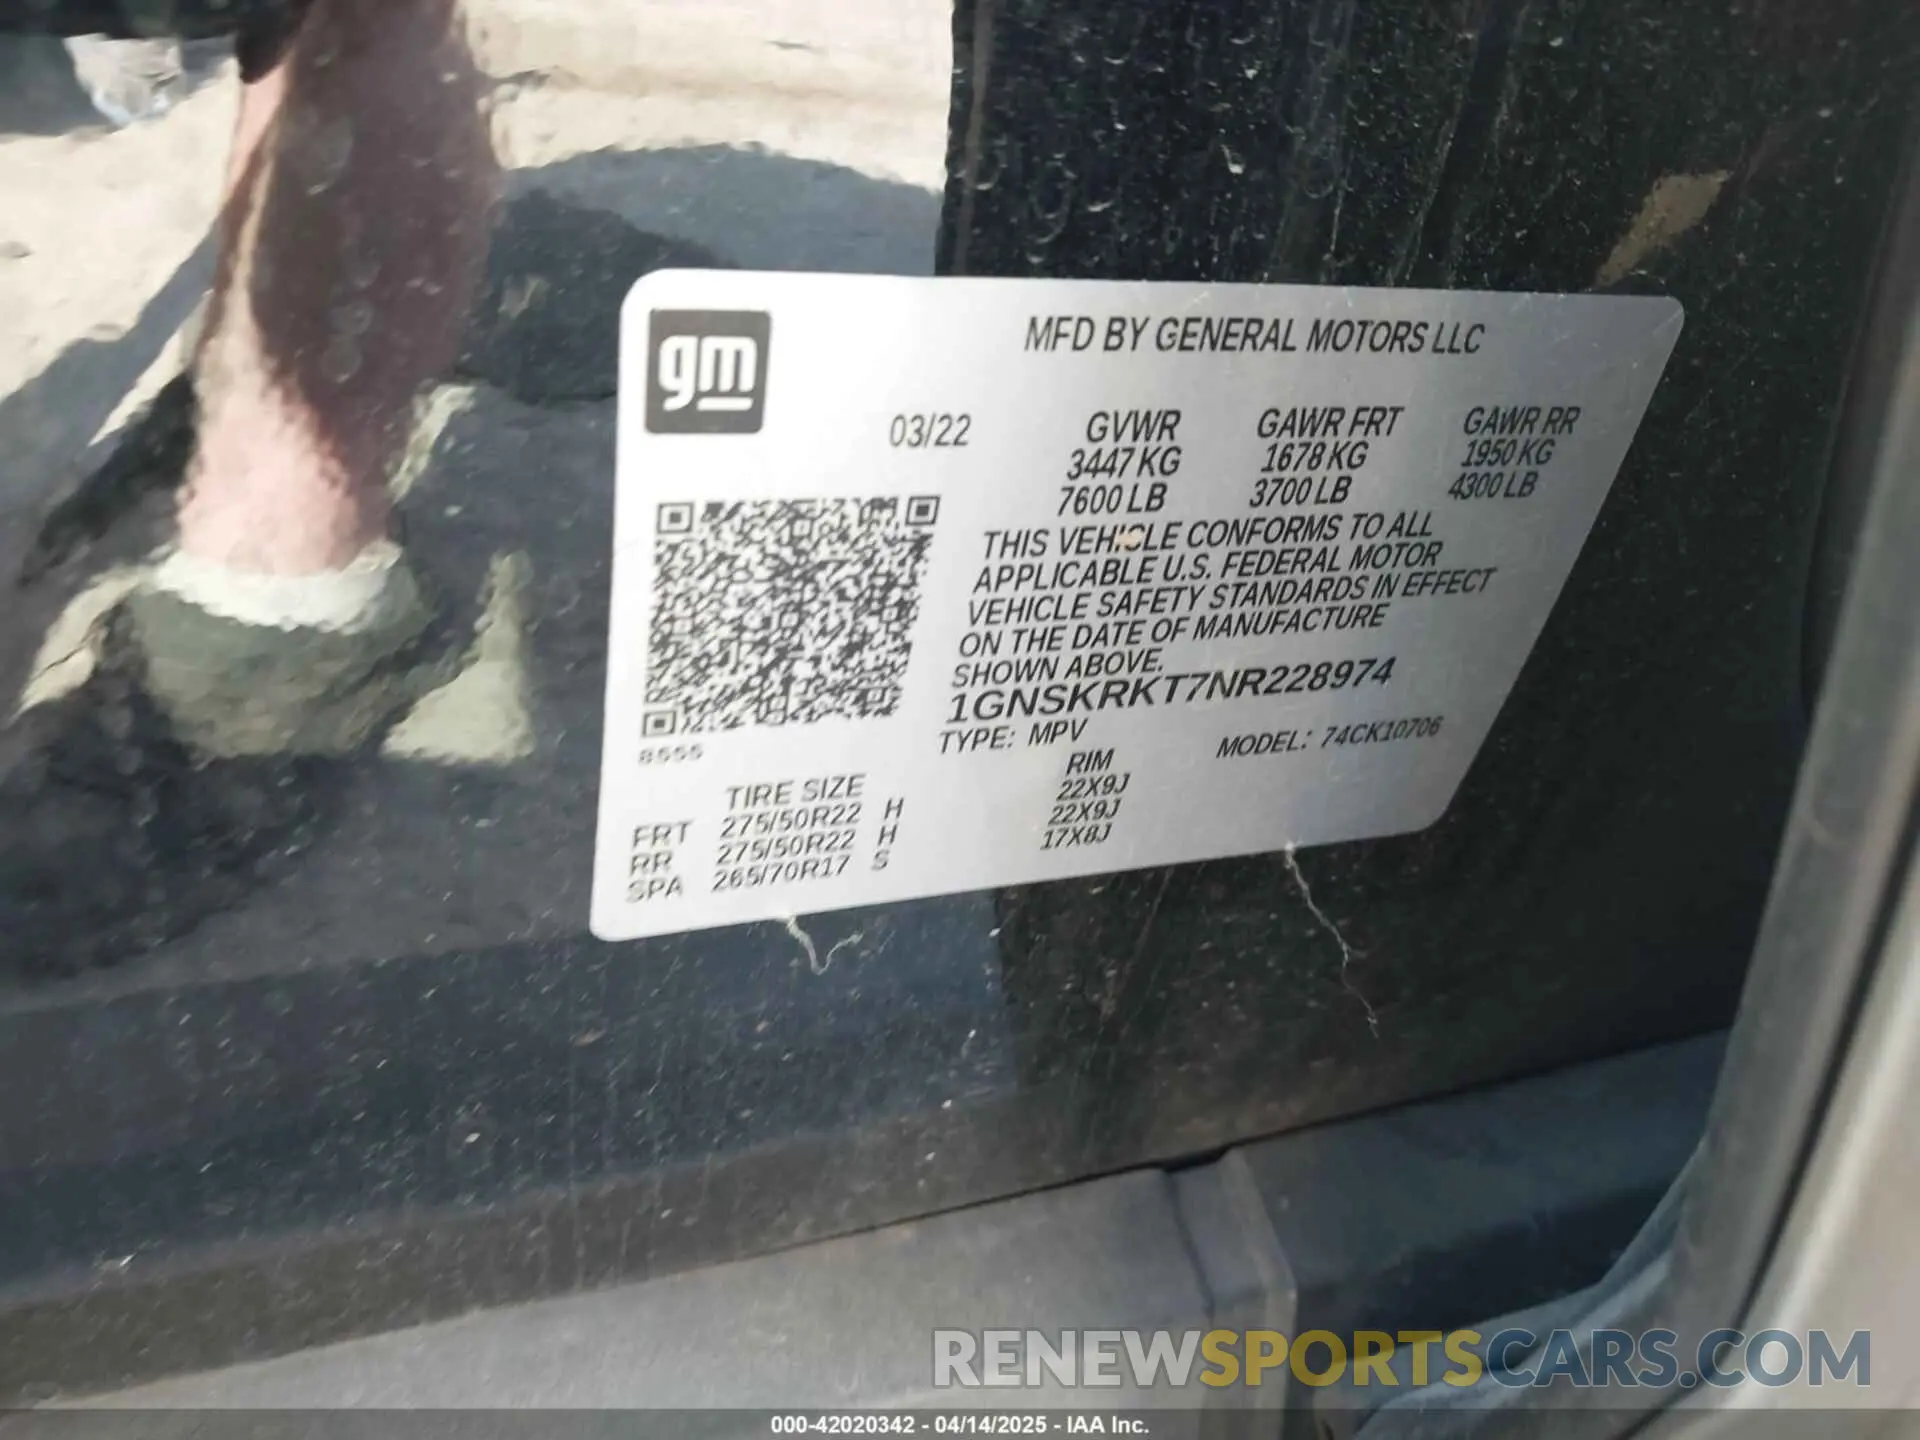 gm
MFD BY GENERAL MOTORS LLC
03/22 GVWR GAWR FRT GAWR RR
3447 KG 1678 KG 1950 KG
7600 LB 3700 LB 4300 LB
THIS VEHICLE CONFORMS TO ALL
APPLICABLE U.S. FEDERAL MOTOR
VEHICLE SAFETY STANDARDS IN EFFECT
ON THE DATE OF MANUFACTURE
SHOWN ABOVE.
1GNSKRKT7NR228974
8555
TYPE: MPV MODEL: 74CK10706
TIRE SIZE RIM
FRT 275/50R22 H 22X9J
RR 275/50R22 H 22X9J
SPA 265/70R17 S 17X8J
RENEWSPORTSCARS.COM
000-42020342 - 04/14/2025 - IAA Inc.